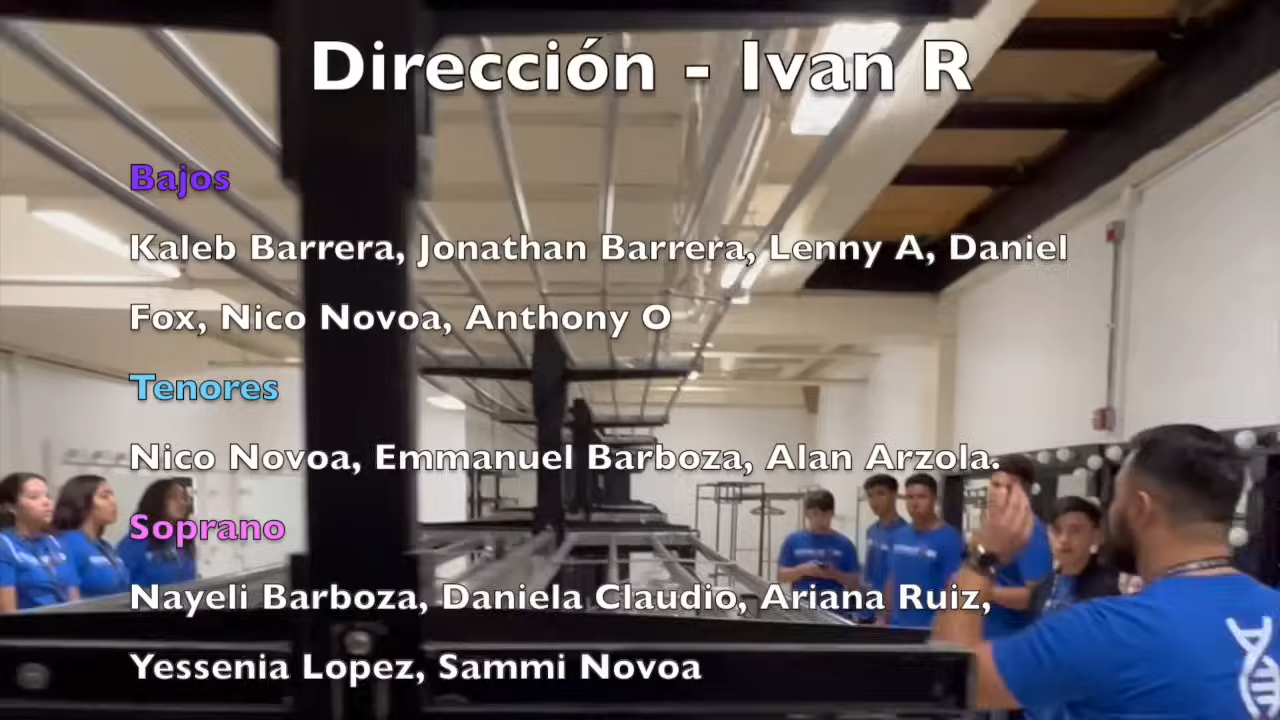 Dirección - Ivan R
Bajos
Kaleb Barrera, Jonathan Barrera, Lenny A, Daniel
Fox, Nico Novoa, Anthony O
Tenores
Nico Novoa, Emmanuel Barboza, Alan Arzola.
Soprano
Nayeli Barboza, Daniela Claudio, Ariana Ruiz,
Yessenia Lopez, Sammi Novoa